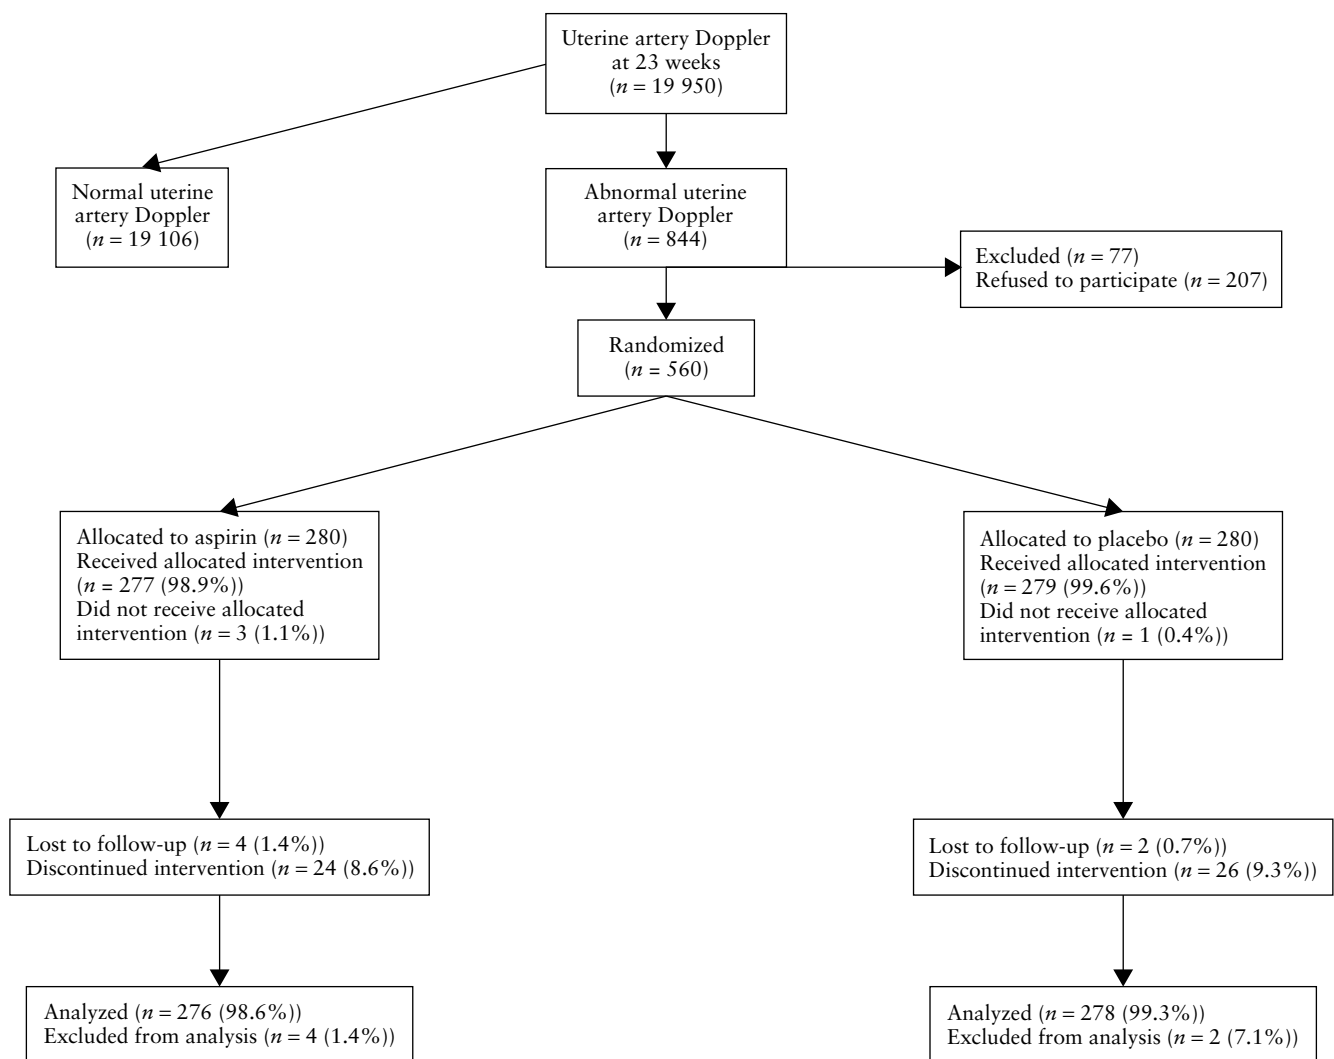 Uterine artery Doppler
at 23 weeks
(n = 19 950)
Normal uterine
artery Doppler
(n = 19 106)
Abnormal uterine
artery Doppler
(n = 844)
Excluded (n = 77)
Refused to participate (n = 207)
Randomized
(n = 560)
Allocated to aspirin (n = 280)
Received allocated intervention
(n = 277 (98.9%))
Did not receive allocated
intervention (n = 3 (1.1%))
Allocated to placebo (n = 280)
Received allocated intervention
(n = 279 (99.6%))
Did not receive allocated
intervention (n = 1 (0.4%))
Lost to follow-up (n = 4 (1.4%))
Discontinued intervention (n = 24 (8.6%))
Lost to follow-up (n = 2 (0.7%))
Discontinued intervention (n = 26 (9.3%))
Analyzed (n = 276 (98.6%))
Excluded from analysis (n = 4 (1.4%))
Analyzed (n = 278 (99.3%))
Excluded from analysis (n = 2 (7.1%))